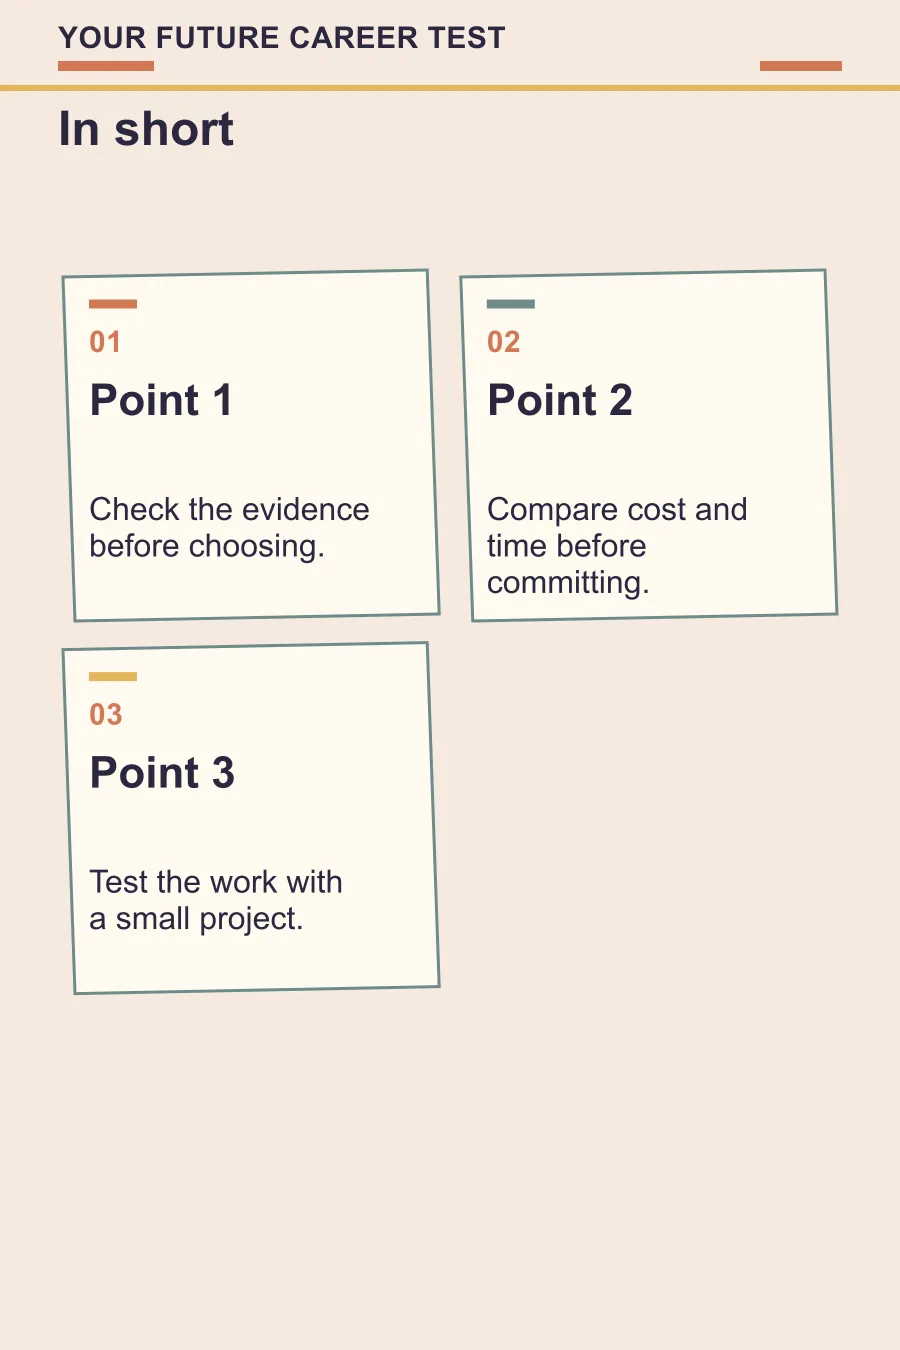 YOUR FUTURE CAREER TEST
In short
01
Point 1
Check the evidence
before choosing.
02
Point 2
Compare cost and
time before
committing.
03
Point 3
Test the work with
a small project.